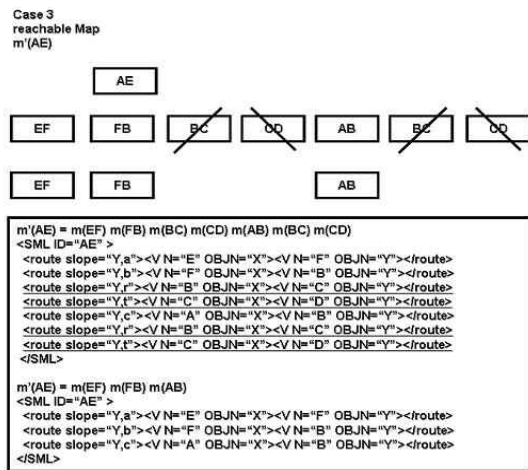 Case 3
reachable Map
m'(AE)
AE
EF FB BC CD AB BC CD
EF FB AB
m'(AE) = m(EF) m(FB) m(BC) m(CD) m(AB) m(BC) m(CD)
<SML ID="AE" >
<route slope="Y,a"><V N="E" OBJN="X"><V N="F" OBJN="Y"></route>
<route slope="Y,b"><V N="F" OBJN="X"><V N="B" OBJN="Y"></route>
<route slope="Y,r"><V N="B" OBJN="X"><V N="C" OBJN="Y"></route>
<route slope="Y,t"><V N="C" OBJN="X"><V N="D" OBJN="Y"></route>
<route slope="Y,c"><V N="A" OBJN="X"><V N="B" OBJN="Y"></route>
<route slope="Y,r"><V N="B" OBJN="X"><V N="C" OBJN="Y"></route>
<route slope="Y,t"><V N="C" OBJN="X"><V N="D" OBJN="Y"></route>
</SML>
m'(AE) = m(EF) m(FB) m(AB)
<SML ID="AE" >
<route slope="Y,a"><V N="E" OBJN="X"><V N="F" OBJN="Y"></route>
<route slope="Y,b"><V N="F" OBJN="X"><V N="B" OBJN="Y"></route>
<route slope="Y,c"><V N="A" OBJN="X"><V N="B" OBJN="Y"></route>
</SML>